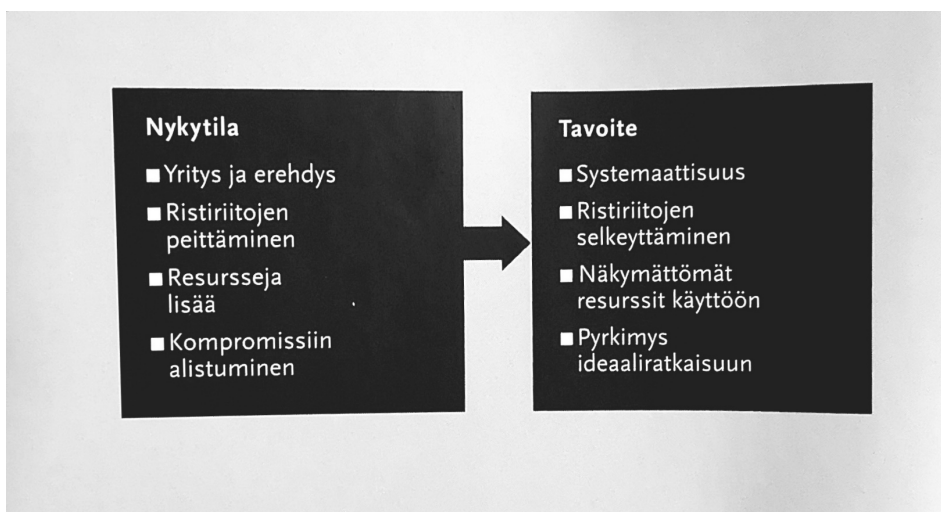 Nykytila
■ Yritys ja erehdys
■ Ristiriitojen
peittäminen
■ Resursseja
lisää
■ Kompromissiin
alistuminen
Tavoite
■ Systemaattisuus
■ Ristiriitojen
selkeyttäminen
■ Näkymättömät
resurssit käyttöön
■ Pyrkimys
ideaaliratkaisuun